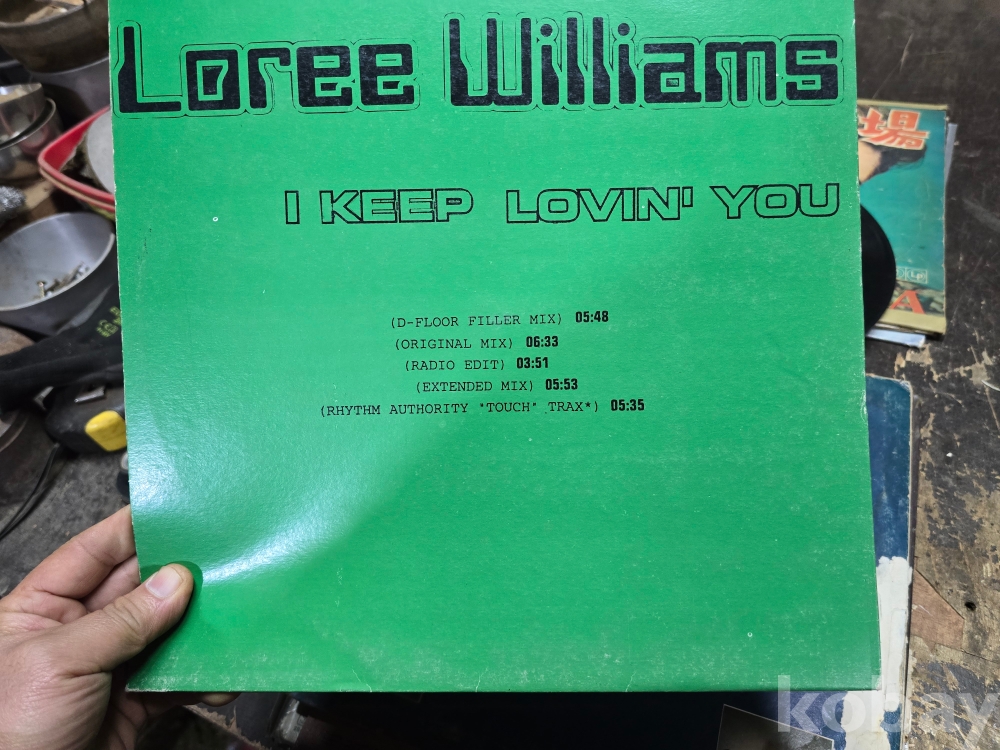 Loree Williams
I KEEP LOVIN' YOU
(D-FLOOR FILLER MIX) 05:48
(ORIGINAL MIX) 06:33
(RADIO EDIT) 03:51
(EXTENDED MIX) 05:53
(RHYTHM AUTHORITY "TOUCH" TRAX*) 05:35
場
A
kobay